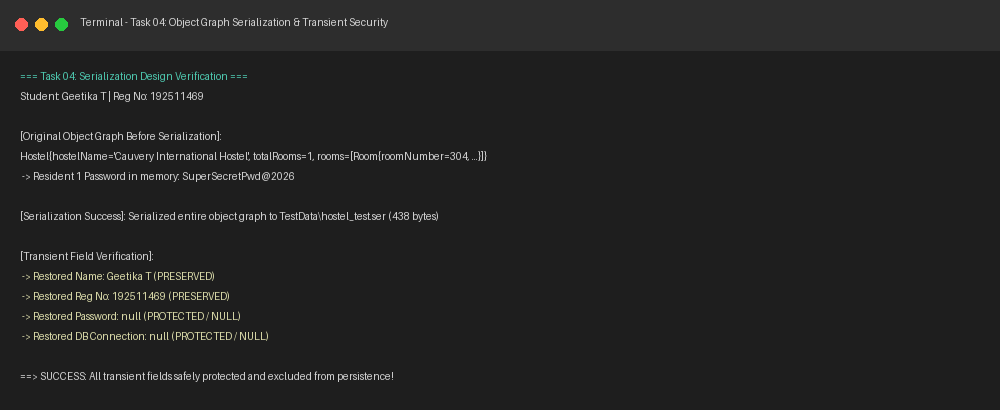 Terminal - Task 04: Object Graph Serialization & Transient Security
=== Task 04: Serialization Design Verification ===
Student: Geetika T | Reg No: 192511469
[Original Object Graph Before Serialization]:
Hostel{hostelName='Cauvery International Hostel', totalRooms=1, rooms=[Room{roomNumber=304, ...}]}
-> Resident 1 Password in memory: SuperSecretPwd@2026
[Serialization Success]: Serialized entire object graph to TestData\hostel_test.ser (438 bytes)
[Transient Field Verification]:
-> Restored Name: Geetika T (PRESERVED)
-> Restored Reg No: 192511469 (PRESERVED)
-> Restored Password: null (PROTECTED / NULL)
-> Restored DB Connection: null (PROTECTED / NULL)
==> SUCCESS: All transient fields safely protected and excluded from persistence!